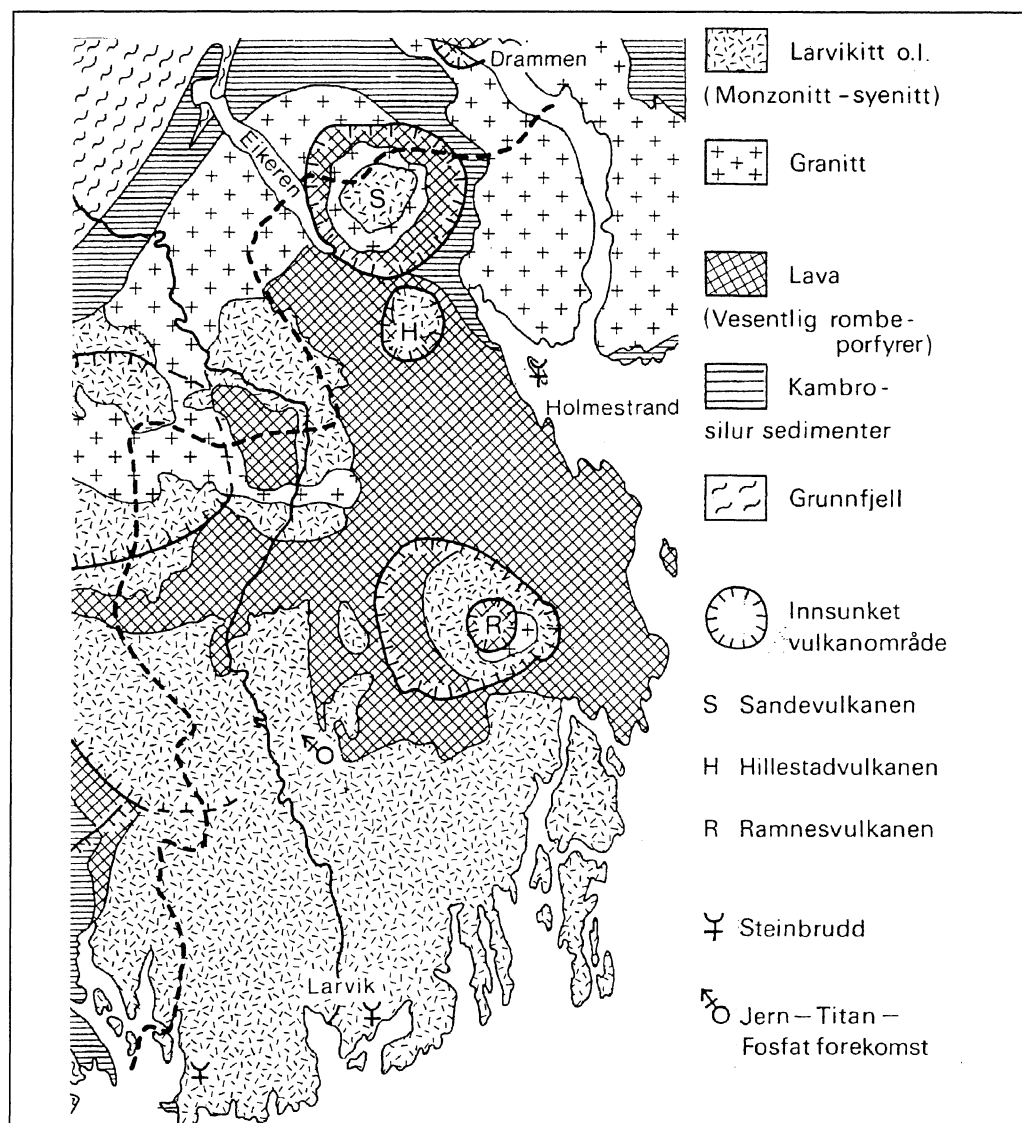 Drammen
Eikeren
S
H
Holmestrand
R
Larvik
Larvikitt o.l.
(Monzonitt-syenitt)
Granitt
Lava
(Vesentlig rombe-
porfyrer)
Kambro-
silur sedimenter
Grunnfjell
Innsunket
vulkanområde
S Sandevulkanen
H Hillestadvulkanen
R Ramnesvulkanen
Steinbrudd
Jern-Titan-
Fosfat forekomst